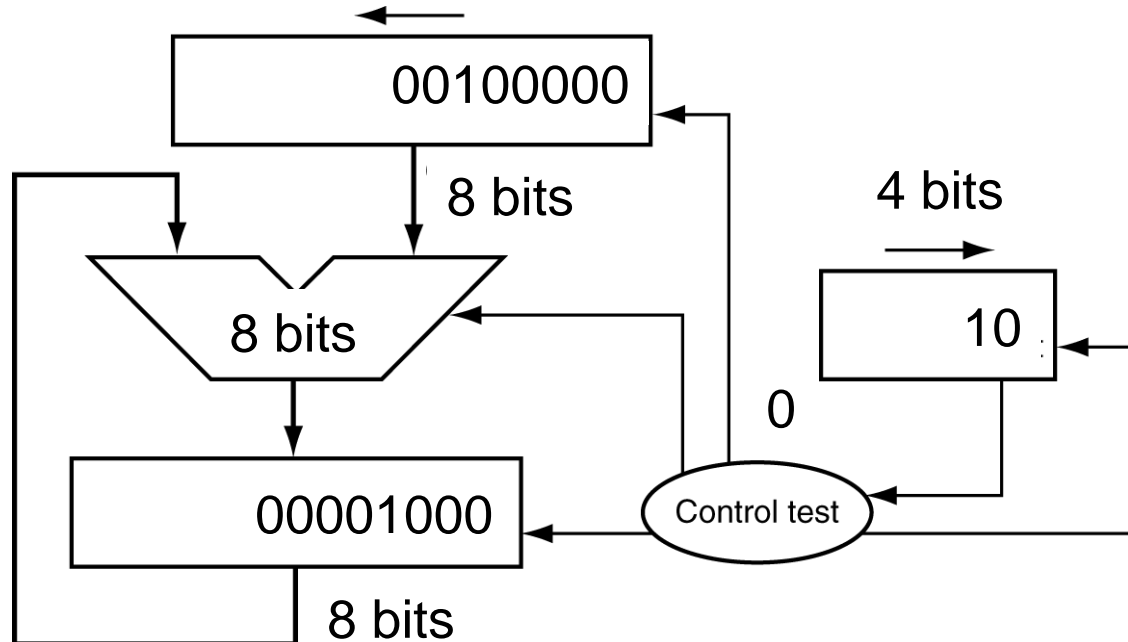 00100000
8 bits
4 bits
8 bits
10
0
00001000
Control test
8 bits